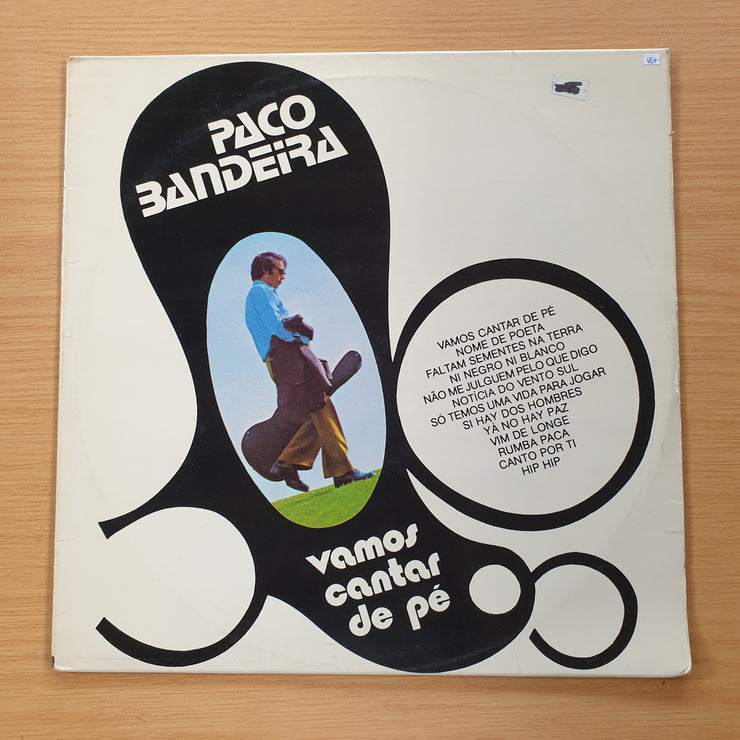 VG+
PACO
BANDEIRA
VAMOS CANTAR DE PÉ
NOME DE POETA
FALTAM SEMENTES NA TERRA
NI NEGRO NI BLANCO
NÃO ME JULGUEM PELO QUE DIGO
NOTÍCIA DO VENTO SUL
SÓ TEMOS UMA VIDA PARA JOGAR
SI HAY DOS HOMBRES
YA NO HAY PAZ
VIM DE LONGE
RUMBA PACA
CANTO POR TI
HIP HIP
vamos
cantar
de pé